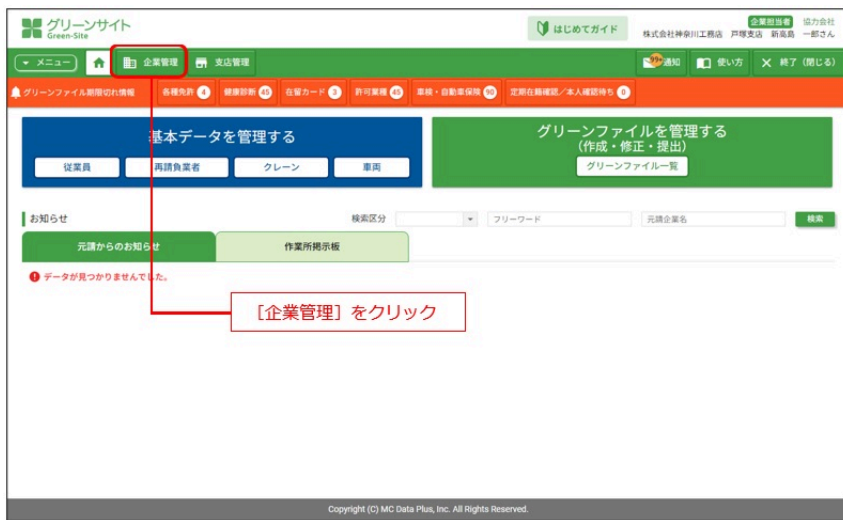 グリーンサイト
Green-Site
はじめてガイド
企業担当者 協力会社
株式会社神奈川工務店 戸塚支店 新高島 一郎さん
メニュー 企業管理 支店管理 99+ 通知 使い方 終了（閉じる）
グリーンファイル期限切れ情報 各種免許 4 健康診断 45 在留カード 3 許可業種 45 車検・自動車保険 90 定期在籍確認／本人確認待ち 0
基本データを管理する
従業員 再請負業者 クレーン 車両
グリーンファイルを管理する
（作成・修正・提出）
グリーンファイル一覧
お知らせ 検索区分 フリーワード 元請企業名 検索
元請からのお知らせ 作業所掲示板
データが見つかりませんでした。
［企業管理］をクリック
Copyright (C) MC Data Plus, Inc. All Rights Reserved.